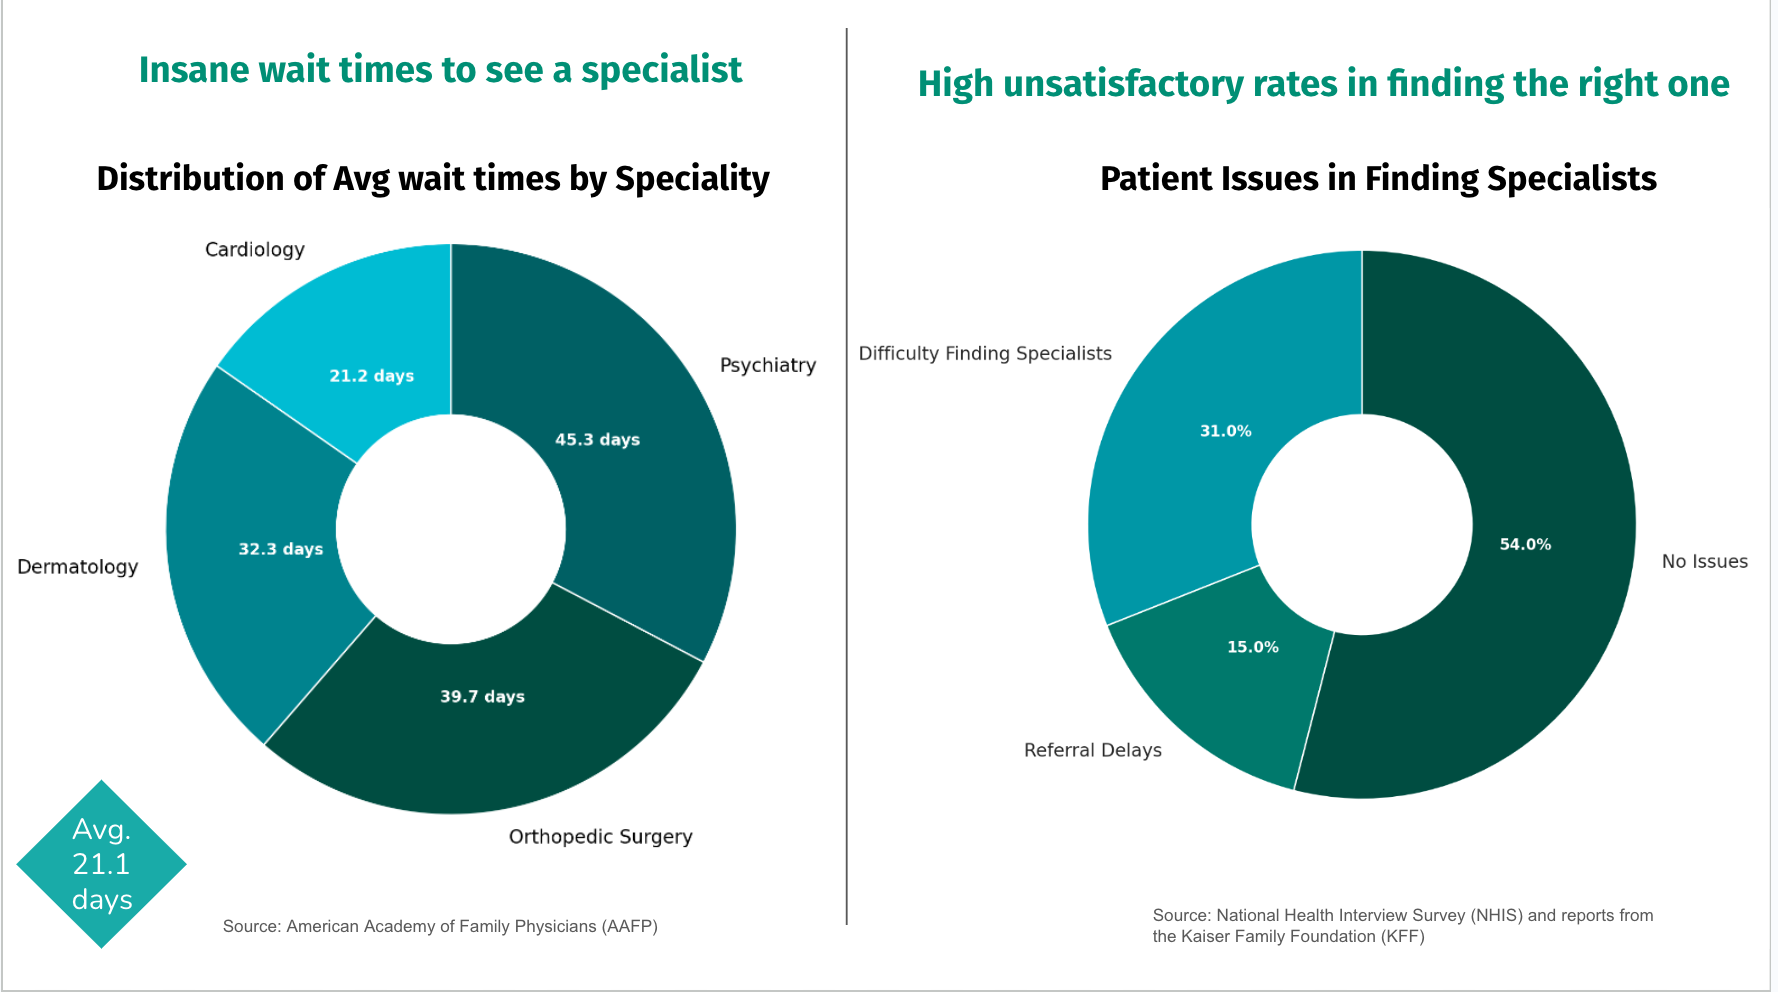 Insane wait times to see a specialist
Distribution of Avg wait times by Speciality
Cardiology
Psychiatry
21.2 days
45.3 days
32.3 days
Dermatology
39.7 days
Orthopedic Surgery
Avg.
21.1
days
Source: American Academy of Family Physicians (AAFP)
High unsatisfactory rates in finding the right one
Patient Issues in Finding Specialists
Difficulty Finding Specialists
31.0%
54.0%
No Issues
15.0%
Referral Delays
Source: National Health Interview Survey (NHIS) and reports from
the Kaiser Family Foundation (KFF)